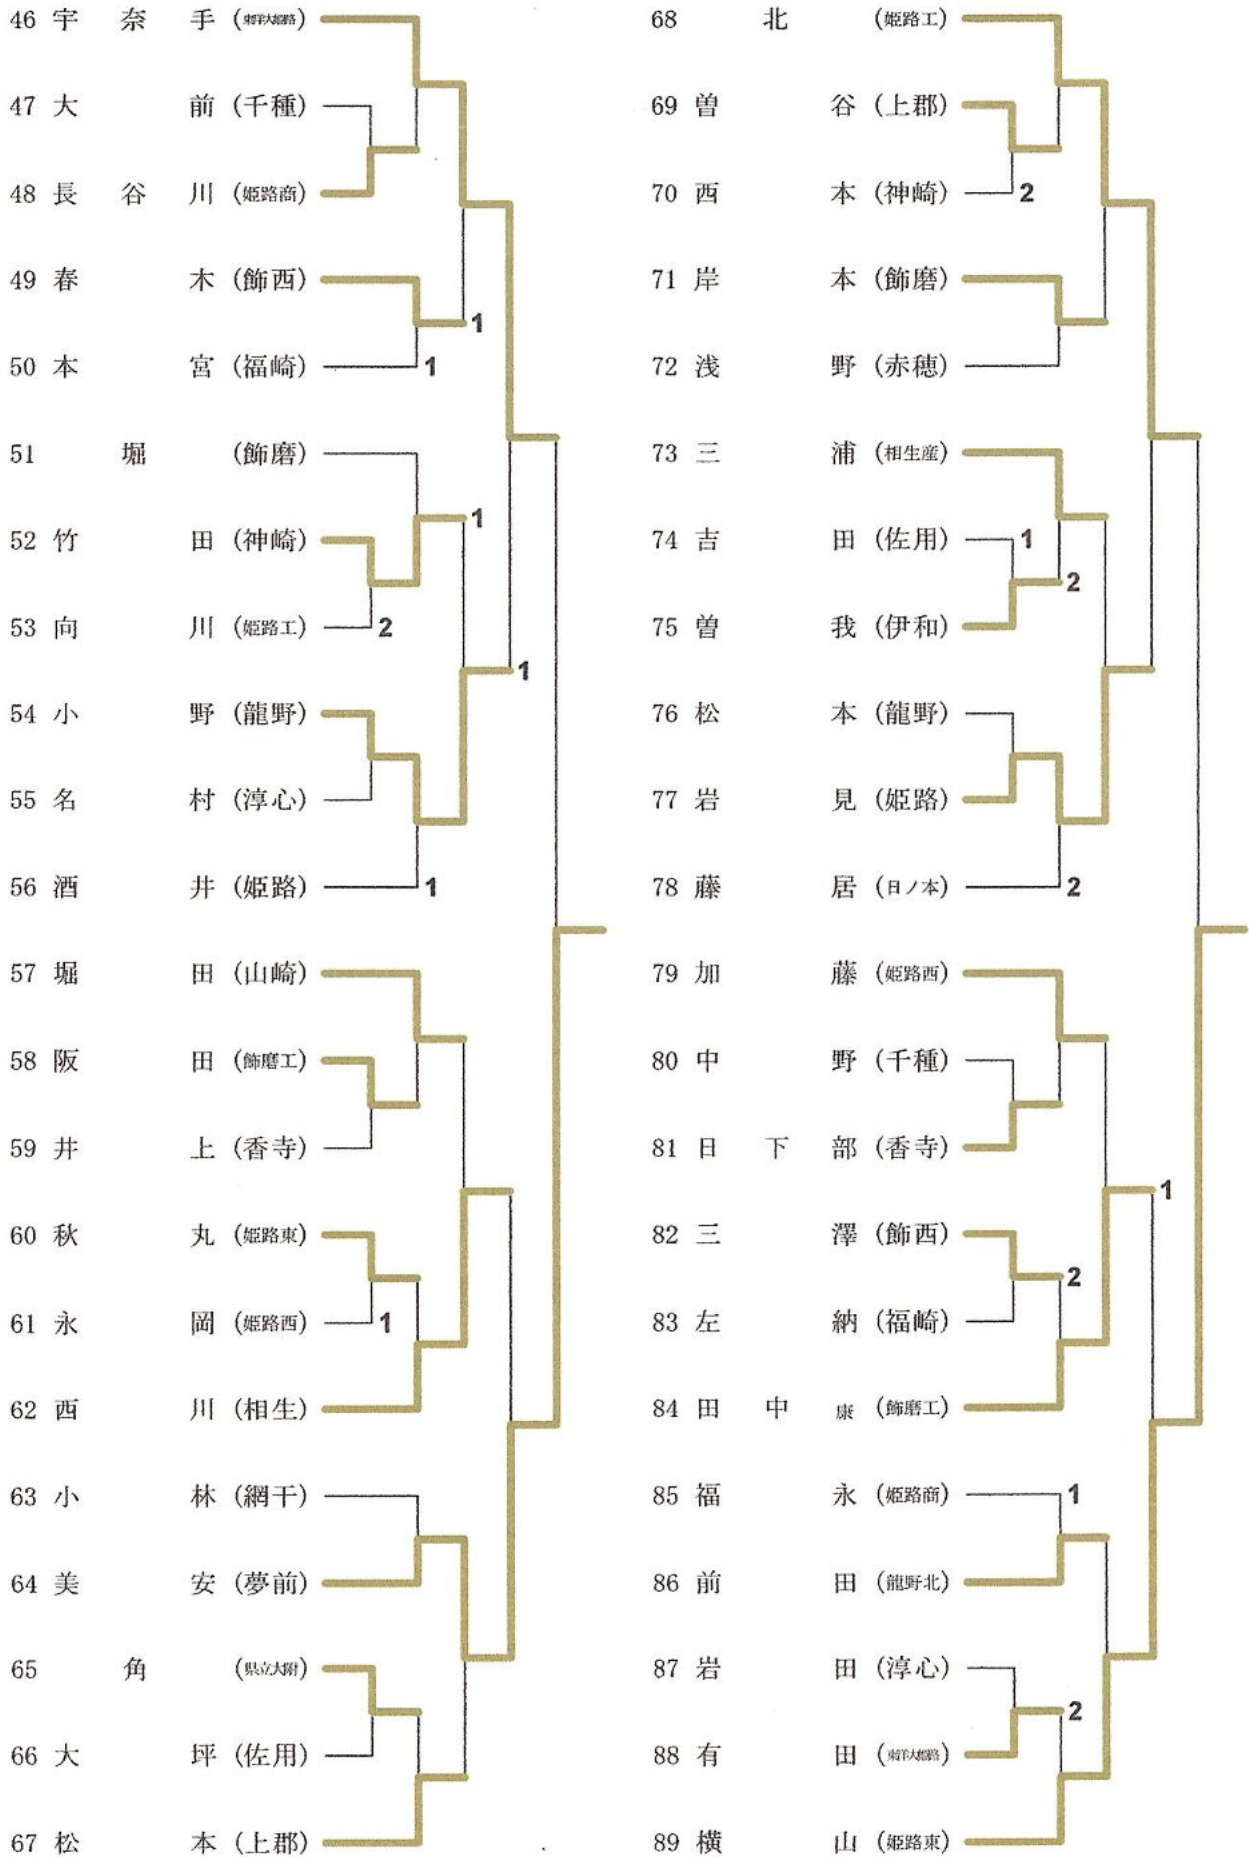 46 宇奈手 (東洋大姫路)
47 大前 (千種)
48 長谷川 (姫路商)
49 春木 (飾西)
1
50 本宮 (福崎) 1
51 堀 (飾磨)
1
52 竹田 (神崎)
53 向川 (姫路工) 2
1
54 小野 (龍野)
55 名村 (淳心)
56 酒井 (姫路) 1
57 堀田 (山崎)
58 阪田 (飾磨工)
59 井上 (香寺)
60 秋丸 (姫路東)
61 永岡 (姫路西) 1
62 西川 (相生)
63 小林 (網干)
64 美安 (夢前)
65 角 (県立大附)
66 大坪 (佐用)
67 松本 (上郡)
68 北 (姫路工)
69 曽谷 (上郡)
70 西本 (神崎) 2
71 岸本 (飾磨)
72 浅野 (赤穂)
73 三浦 (相生産)
74 吉田 (佐用) 1
2
75 曽我 (伊和)
76 松本 (龍野)
77 岩見 (姫路)
78 藤居 (日ノ本) 2
79 加藤 (姫路西)
80 中野 (千種)
81 日下部 (香寺)
1
82 三澤 (飾西)
2
83 左納 (福崎)
84 田中康 (飾磨工)
85 福永 (姫路商) 1
86 前田 (龍野北)
87 岩田 (淳心)
2
88 有田 (東洋大姫路)
89 横山 (姫路東)